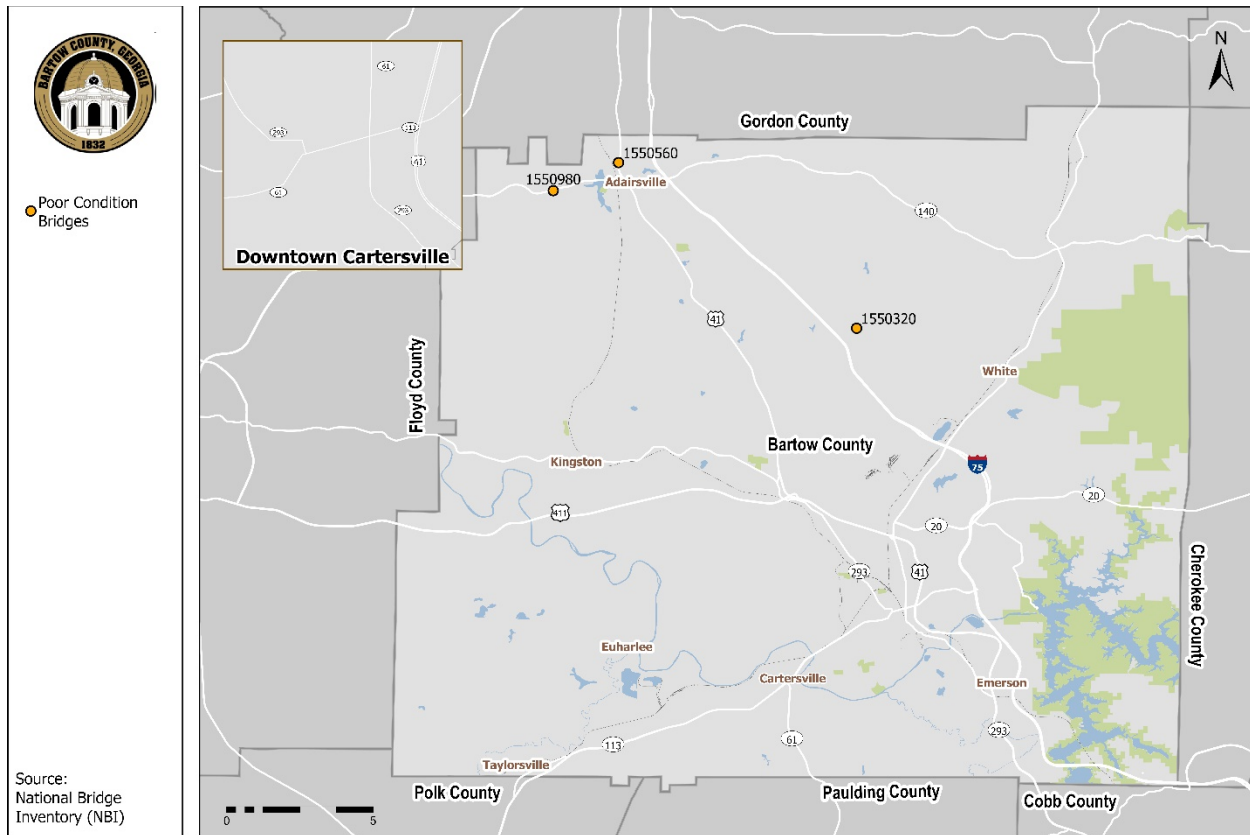 BARTOW COUNTY, GEORGIA
1832
Poor Condition
Bridges
Source:
National Bridge
Inventory (NBI)
61
293
113
41
61
293
Downtown Cartersville
N
Gordon County
1550560
1550980
Adairsville
140
1550320
41
White
Floyd County
Bartow County
Kingston
75
20
411
20
293
41
Cherokee County
Euharlee
Cartersville
Emerson
293
113
61
Taylorsville
Polk County
Paulding County
Cobb County
0
5